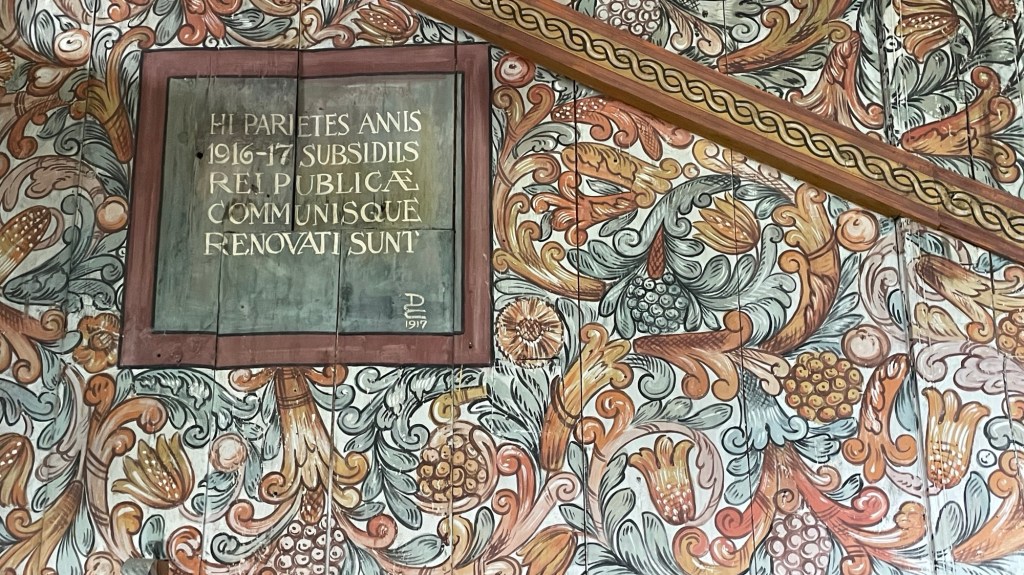 HI PARIETES ANNIS
1916-17 SUBSIDIIS
REI PUBLICÆ
COMMUNISQUE
RENOVATI SUNT
1917